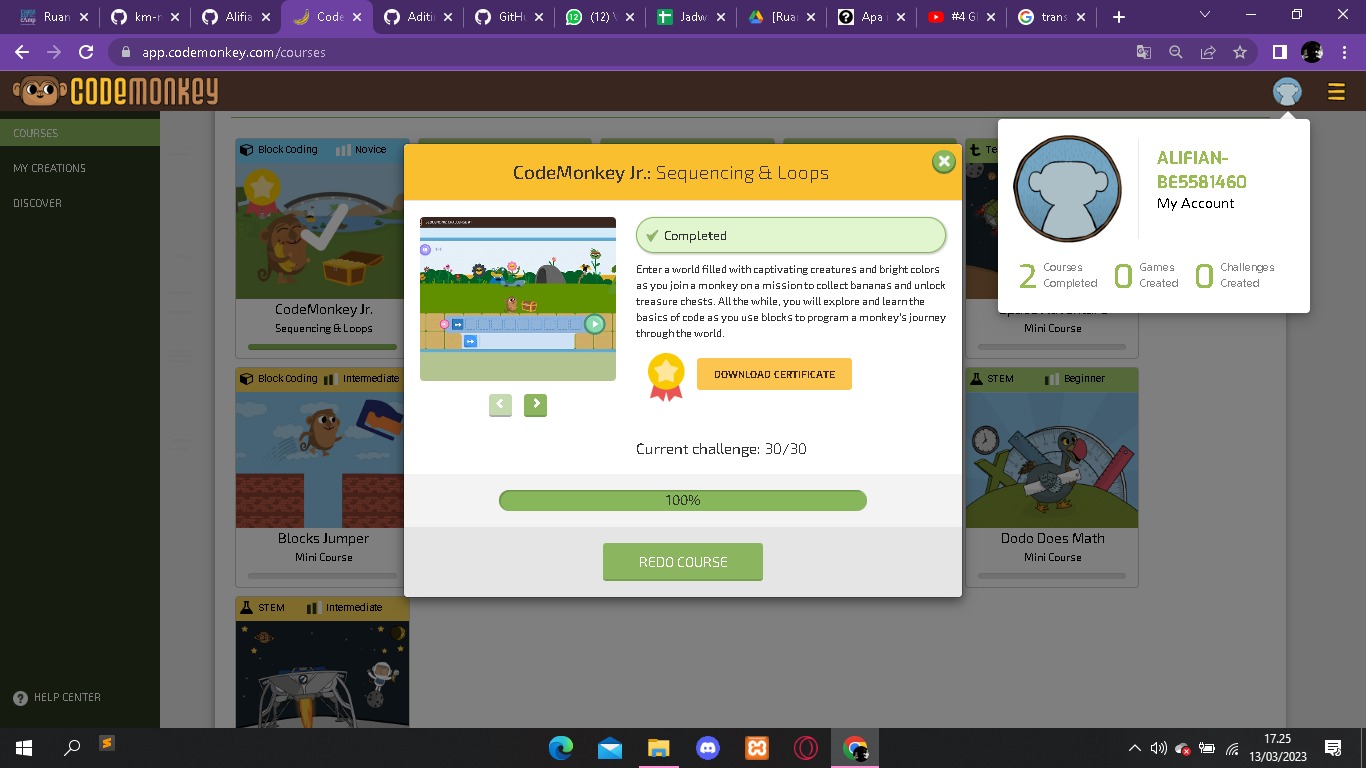 Ruan
km-r
Alifia
Code
Aditir
GitHu
(12) V
Jadw
[Rua
Apa i
#4 Gl
trans
app.codemonkey.com/courses
CODEMONKEY
COURSES
MY CREATIONS
DISCOVER
HELP CENTER
Block Coding Novice
CodeMonkey Jr.
Sequencing & Loops
Block Coding Intermediate
Blocks Jumper
Mini Course
STEM Intermediate
CodeMonkey Jr.: Sequencing & Loops
Completed
Enter a world filled with captivating creatures and bright colors
as you join a monkey on a mission to collect bananas and unlock
treasure chests. All the while, you will explore and learn the
basics of code as you use blocks to program a monkey's journey
through the world.
DOWNLOAD CERTIFICATE
Current challenge: 30/30
100%
REDO COURSE
ALIFIAN-
BE5581460
My Account
2 Courses Completed
0 Games Created
0 Challenges Created
Mini Course
STEM Beginner
Dodo Does Math
Mini Course
17.25
13/03/2023